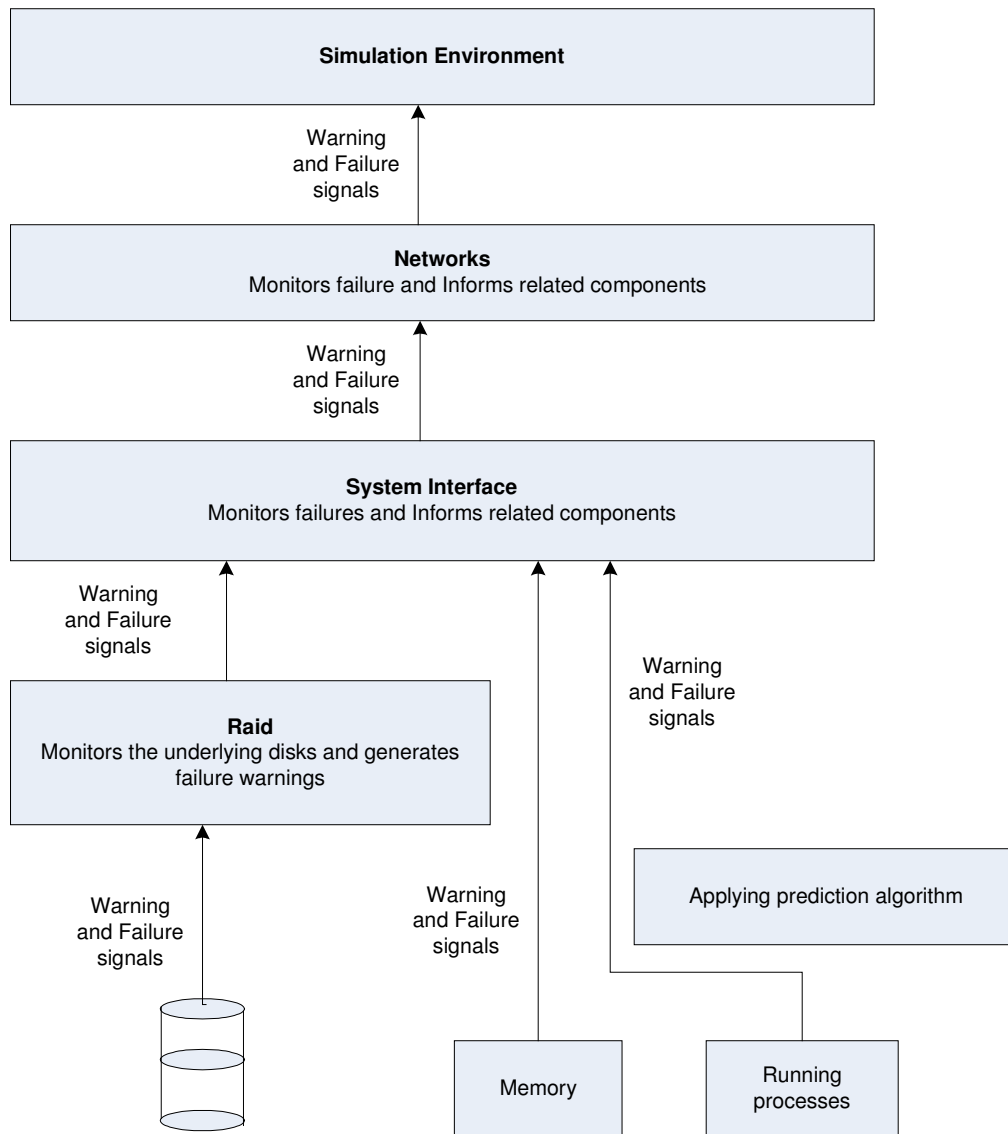 Simulation Environment
Warning
and Failure
signals
Networks
Monitors failure and Informs related components
Warning
and Failure
signals
System Interface
Monitors failures and Informs related components
Warning
and Failure
signals
Warning
and Failure
signals
Raid
Monitors the underlying disks and generates
failure warnings
Warning
and Failure
signals
Warning
and Failure
signals
Applying prediction algorithm
Memory
Running
processes